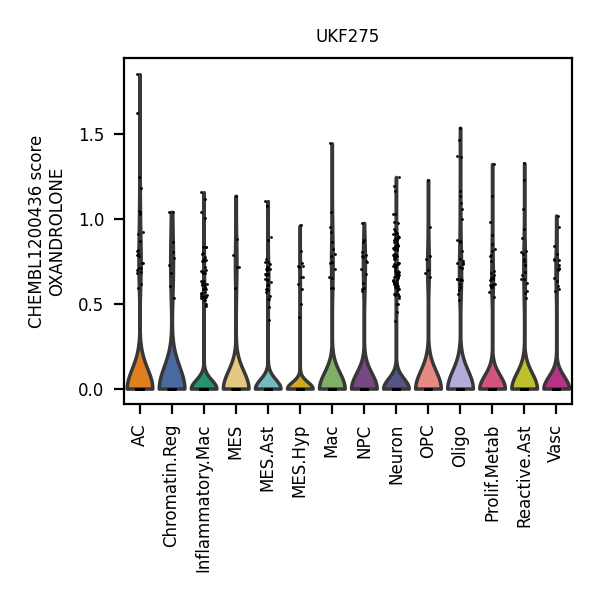 UKF275
CHEMBL1200436 score
OXANDROLONE
1.5
1.0
0.5
0.0
AC
Chromatin.Reg
Inflammatory.Mac
MES
MES.Ast
MES.Hyp
Mac
NPC
Neuron
OPC
Oligo
Prolif.Metab
Reactive.Ast
Vasc